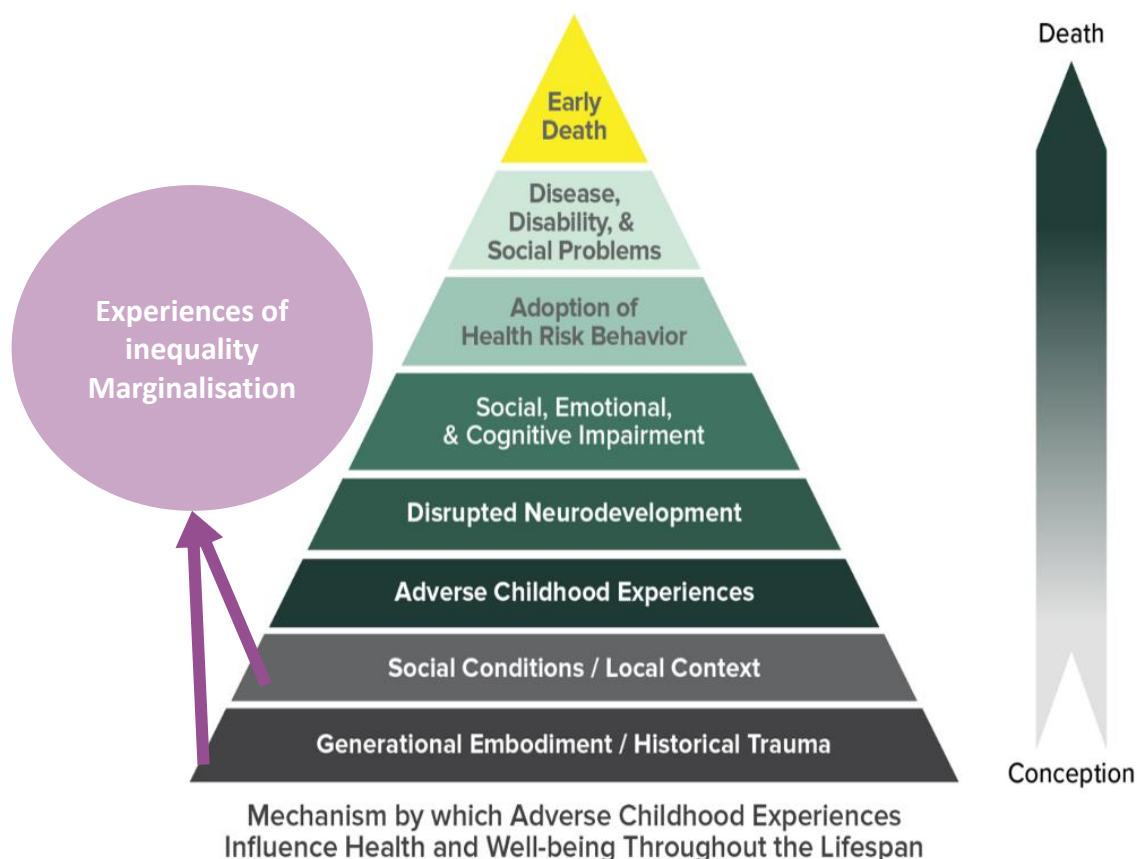 Death
Early
Death
Disease,
Disability, &
Social Problems
Experiences of
inequality
Marginalisation
Adoption of
Health Risk Behavior
Social, Emotional,
& Cognitive Impairment
Disrupted Neurodevelopment
Adverse Childhood Experiences
Social Conditions / Local Context
Generational Embodiment / Historical Trauma
Conception
Mechanism by which Adverse Childhood Experiences
Influence Health and Well-being Throughout the Lifespan